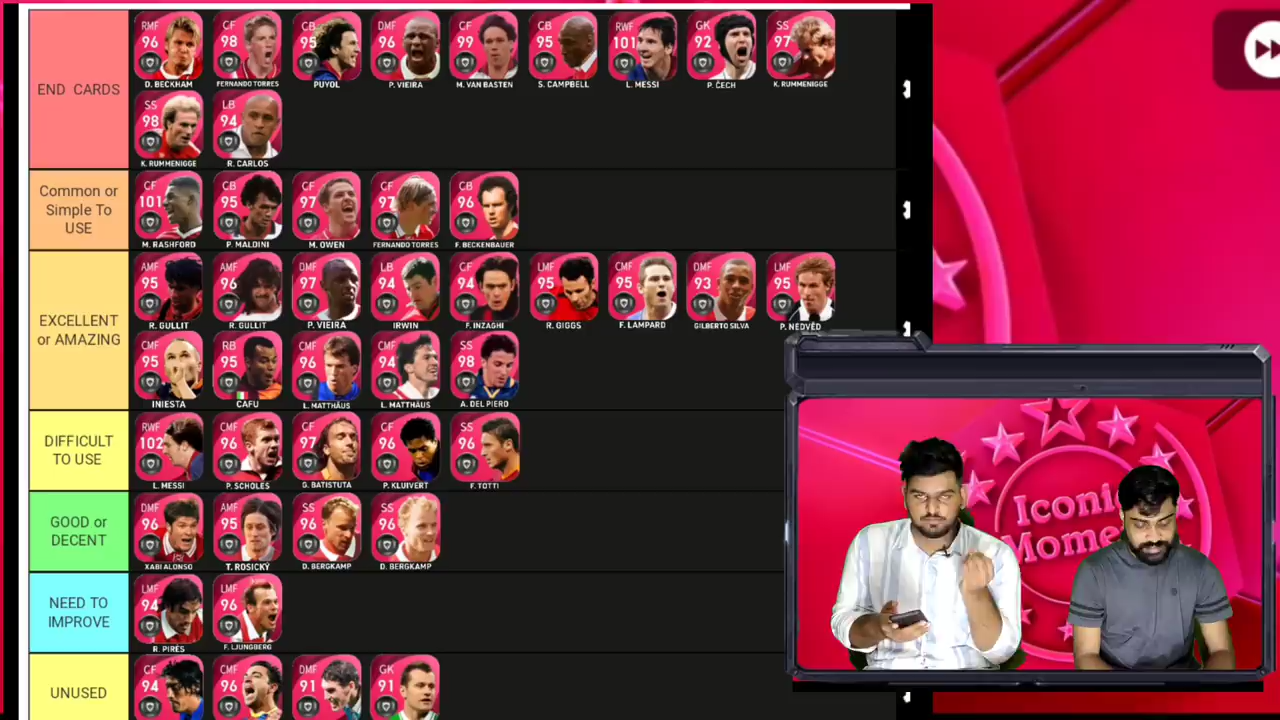 END CARDS
RMF 96 D. BECKHAM
CF 98 FERNANDO TORRES
CB 95 PUYOL
DMF 96 P. VIEIRA
CF 99 M. VAN BASTEN
CB 95 S. CAMPBELL
RWF 101 L. MESSI
GK 92 P. ČECH
SS 97 K. RUMMENIGGE
SS 98 K. RUMMENIGGE
LB 94 R. CARLOS
Common or
Simple To
USE
CF 101 M. RASHFORD
CB 95 P. MALDINI
CF 97 M. OWEN
CF 97 FERNANDO TORRES
CB 96 F. BECKENBAUER
EXCELLENT
or AMAZING
AMF 95 R. GULLIT
AMF 96 R. GULLIT
DMF 97 P. VIEIRA
LB 94 IRWIN
CF 94 F. INZAGHI
LMF 95 R. GIGGS
CMF 95 F. LAMPARD
DMF 93 GILBERTO SILVA
LMF 95 P. NEDVĚD
CMF 95 INIESTA
RB 95 CAFU
CMF 96 L. MATTHÄUS
CMF 94 L. MATTHÄUS
SS 98 A. DEL PIERO
DIFFICULT
TO USE
RWF 102 L. MESSI
CMF 96 P. SCHOLES
CF 97 G. BATISTUTA
CF 96 P. KLUIVERT
SS 96 F. TOTTI
GOOD or
DECENT
DMF 96 XABI ALONSO
AMF 95 T. ROSICKÝ
SS 96 D. BERGKAMP
SS 96 D. BERGKAMP
NEED TO
IMPROVE
LMF 94 R. PIRÈS
LMF 96 F. LJUNGBERG
UNUSED
CF 94
CMF 96
DMF 91
GK 91
Iconic